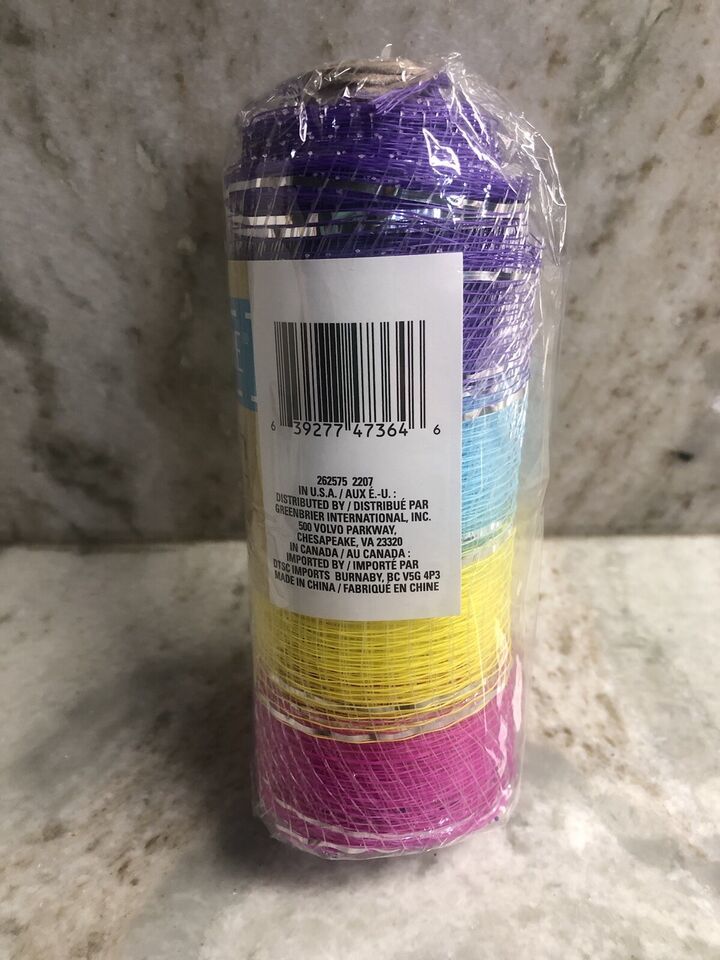 6 39277 47364 6
262575 2207
IN U.S.A. / AUX É.-U. :
DISTRIBUTED BY / DISTRIBUÉ PAR
GREENBRIER INTERNATIONAL, INC.
500 VOLVO PARKWAY,
CHESAPEAKE, VA 23320
IN CANADA / AU CANADA :
IMPORTED BY / IMPORTÉ PAR
DTSC IMPORTS BURNABY, BC V5G 4P3
MADE IN CHINA / FABRIQUÉ EN CHINE